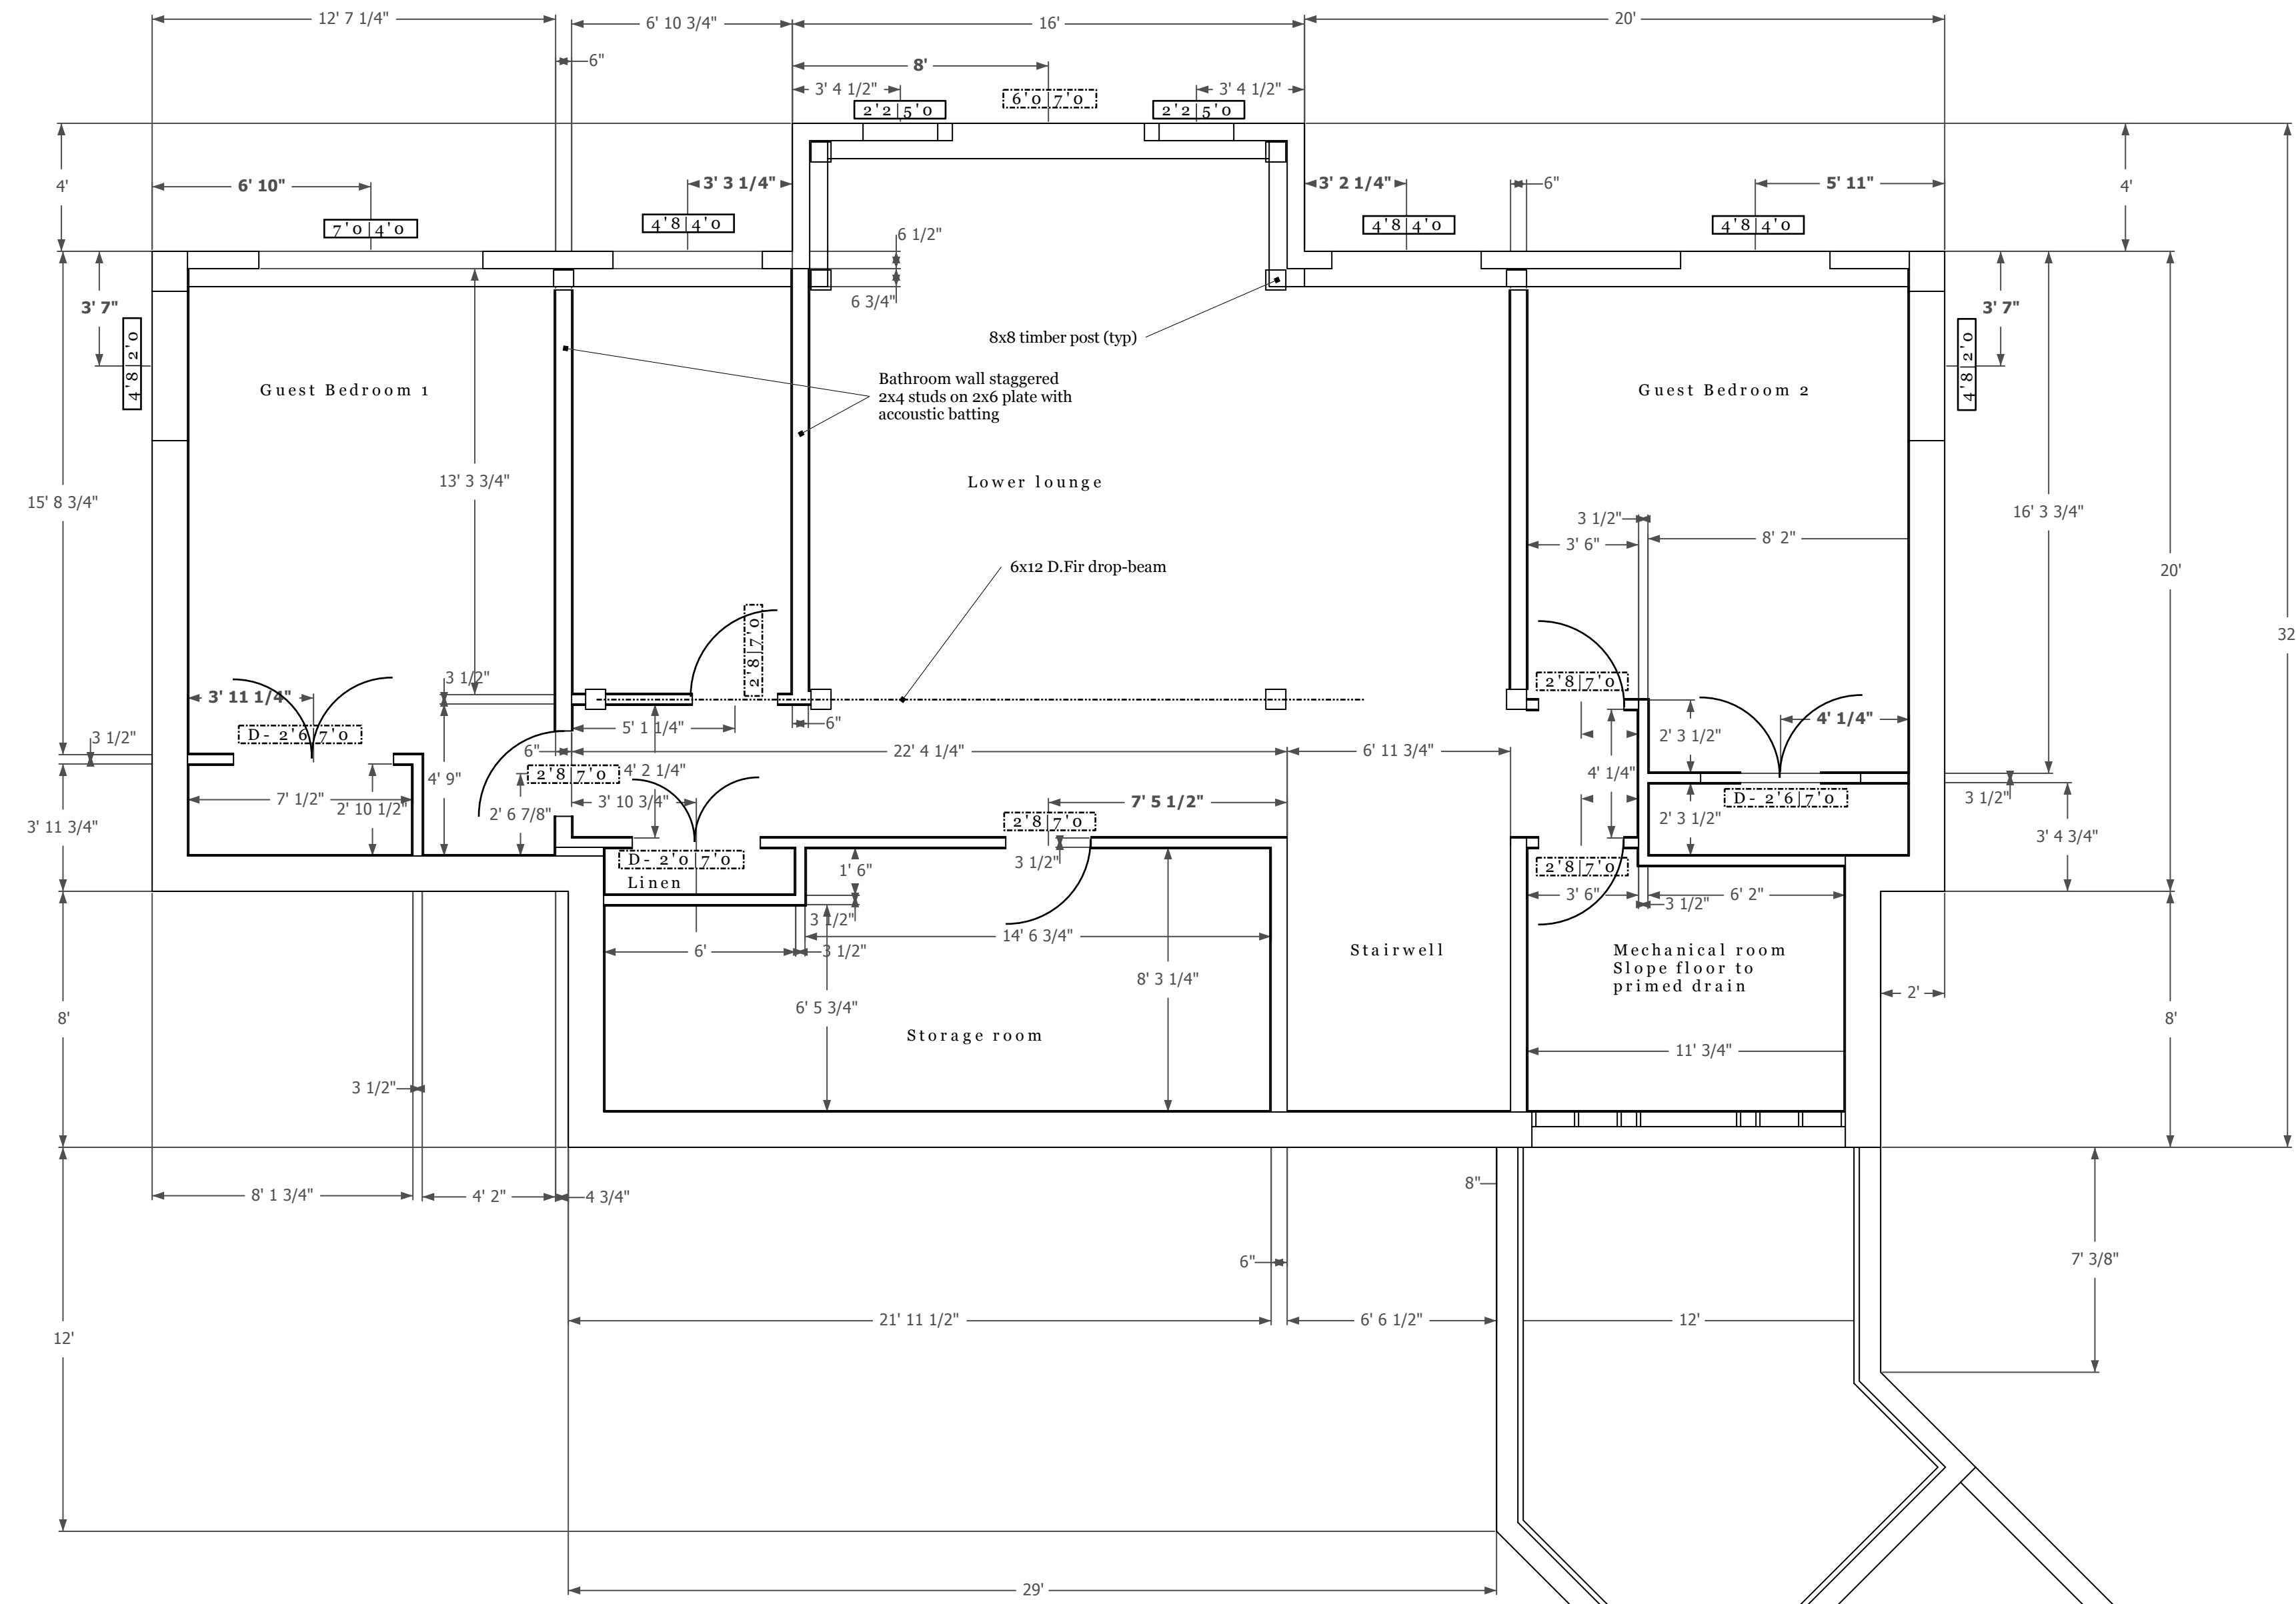 12' 7 1/4"
6' 10 3/4"
16'
20'
6"
8'
3' 4 1/2"
3' 4 1/2"
6'0|7'0
2'2|5'0
2'2|5'0
4'
6' 10"
3' 3 1/4"
3' 2 1/4"
6"
5' 11"
4'
7'0|4'0
4'8|4'0
4'8|4'0
4'8|4'0
6 1/2"
6 3/4"
3' 7"
3' 7"
4'8|2'0
4'8|2'0
8x8 timber post (typ)
Bathroom wall staggered
2x4 studs on 2x6 plate with
accoustic batting
Guest Bedroom 1
Guest Bedroom 2
13' 3 3/4"
Lower lounge
15' 8 3/4"
16' 3 3/4"
3 1/2"
3' 6"
8' 2"
6x12 D.Fir drop-beam
20'
32
2'8|7'0
3 1/2"
2'8|7'0
3' 11 1/4"
D- 2'6|7'0
3 1/2"
5' 1 1/4"
6"
4' 1/4"
2' 3 1/2"
6"
22' 4 1/4"
6' 11 3/4"
4' 9"
2'8|7'0
4' 2 1/4"
4' 1/4"
7' 1/2"
2' 10 1/2"
2' 6 7/8"
3' 10 3/4"
7' 5 1/2"
2'8|7'0
D- 2'6|7'0
3 1/2"
2' 3 1/2"
3' 11 3/4"
3' 4 3/4"
D- 2'0|7'0
Linen
1' 6"
3 1/2"
2'8|7'0
3' 6"
3 1/2"
6' 2"
3 1/2"
14' 6 3/4"
6'
3 1/2"
Stairwell
Mechanical room
Slope floor to
primed drain
8' 3 1/4"
6' 5 3/4"
2'
8'
8'
Storage room
11' 3/4"
3 1/2"
8' 1 3/4"
4' 2"
4 3/4"
8"
6"
7' 3/8"
21' 11 1/2"
6' 6 1/2"
12'
12'
29'